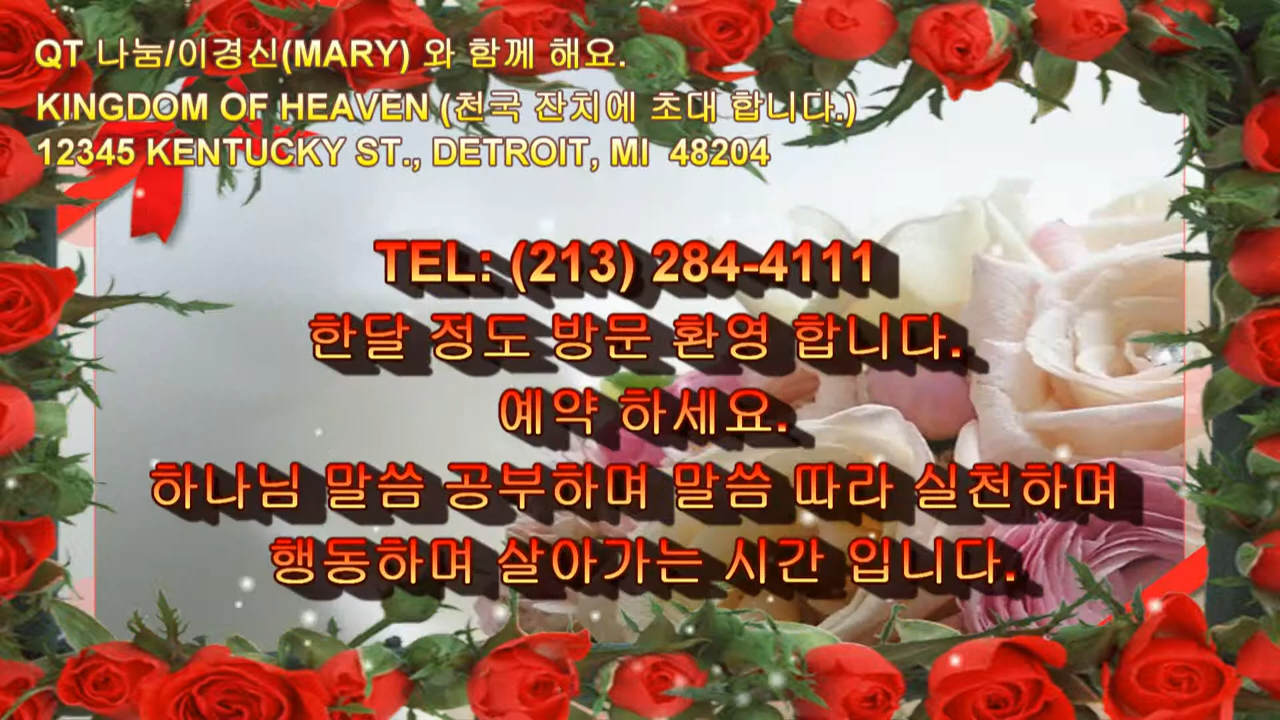 QT 나눔/이경신(MARY) 와 함께 해요.
KINGDOM OF HEAVEN (천국 잔치에 초대 합니다.)
12345 KENTUCKY ST., DETROIT, MI 48204
TEL: (213) 284-4111
한달 정도 방문 환영 합니다.
예약 하세요.
하나님 말씀 공부하며 말씀 따라 실천하며
행동하며 살아가는 시간 입니다.